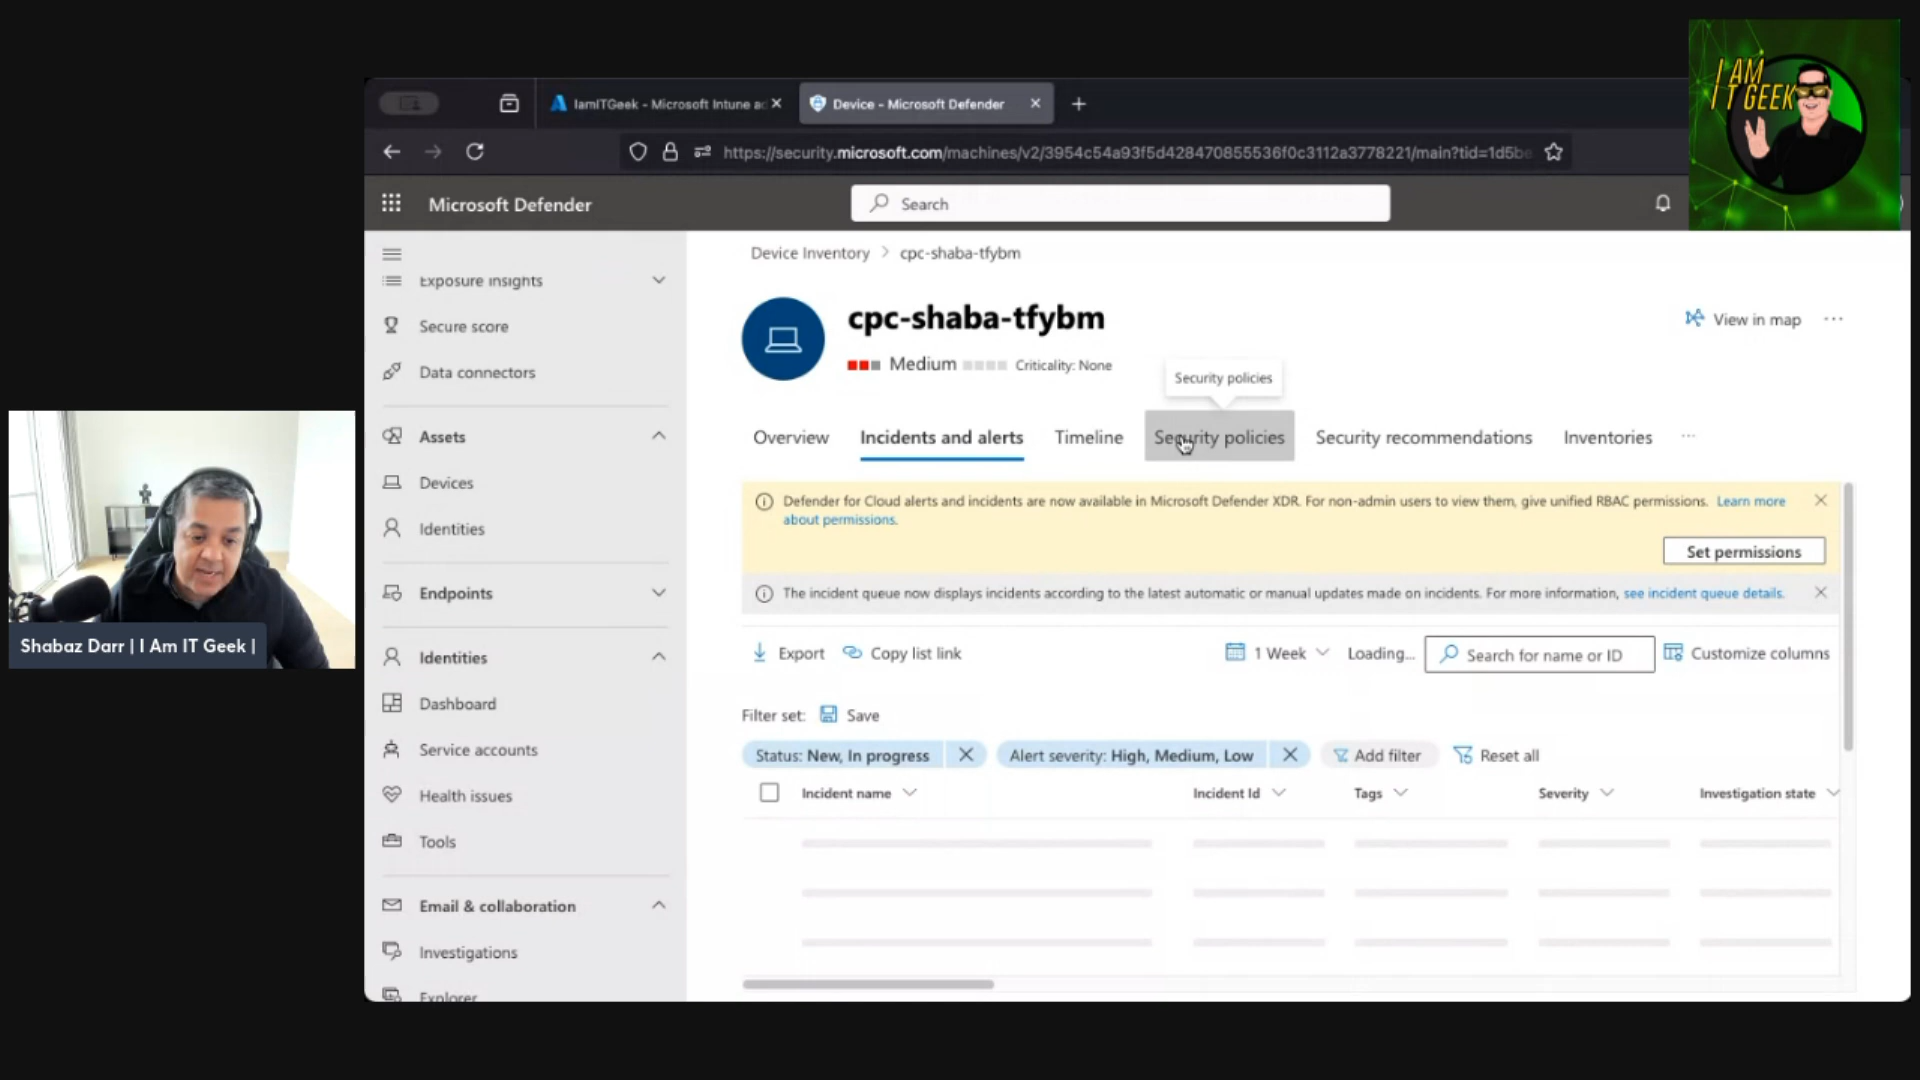 I AM
IT GEEK
IamITGeek - Microsoft Intune ad
Device - Microsoft Defender
https://security.microsoft.com/machines/v2/3954c54a93f5d428470855536f0c3112a3778221/main?tid=1d5be
Microsoft Defender
Search
Exposure insights
Secure score
Data connectors
Assets
Devices
Identities
Endpoints
Identities
Dashboard
Service accounts
Health issues
Tools
Email & collaboration
Investigations
Explorer
Device Inventory > cpc-shaba-tfybm
cpc-shaba-tfybm
View in map
Medium
Criticality: None
Security policies
Overview
Incidents and alerts
Timeline
Security policies
Security recommendations
Inventories
Defender for Cloud alerts and incidents are now available in Microsoft Defender XDR. For non-admin users to view them, give unified RBAC permissions. Learn more
about permissions.
Set permissions
The incident queue now displays incidents according to the latest automatic or manual updates made on incidents. For more information, see incident queue details.
Export
Copy list link
1 Week
Loading...
Search for name or ID
Customize columns
Filter set:
Save
Status: New, In progress
Alert severity: High, Medium, Low
Add filter
Reset all
Incident name
Incident Id
Tags
Severity
Investigation state
Shabaz Darr | I Am IT Geek |